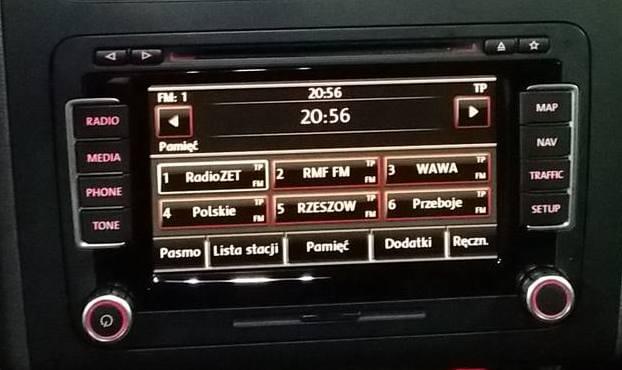 FM: 1 20:56 TP
20:56
Pamięć
1 RadioZET TP FM 2 RMF FM TP FM 3 WAWA TP FM
4 Polskie TP FM 5 RZESZOW TP FM 6 Przeboje TP FM
Pasmo Lista stacji Pamięć Dodatki Ręczn.
RADIO
MEDIA
PHONE
TONE
MAP
NAV
TRAFFIC
SETUP